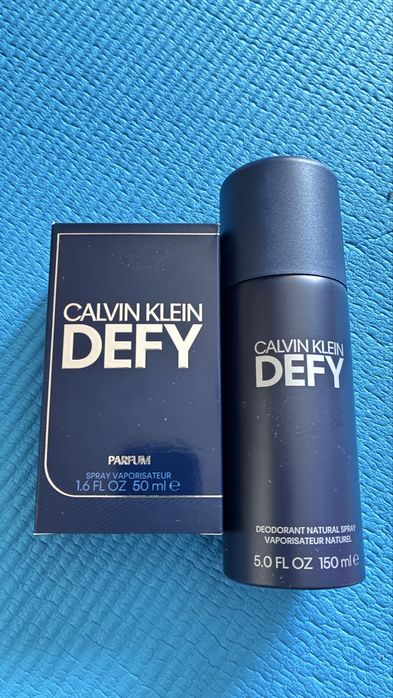 CALVIN KLEIN
DEFY
PARFUM
SPRAY VAPORISATEUR
1.6 FL OZ 50 ml ℮
CALVIN KLEIN
DEFY
DEODORANT NATURAL SPRAY
VAPORISATEUR NATUREL
5.0 FL OZ 150 ml ℮